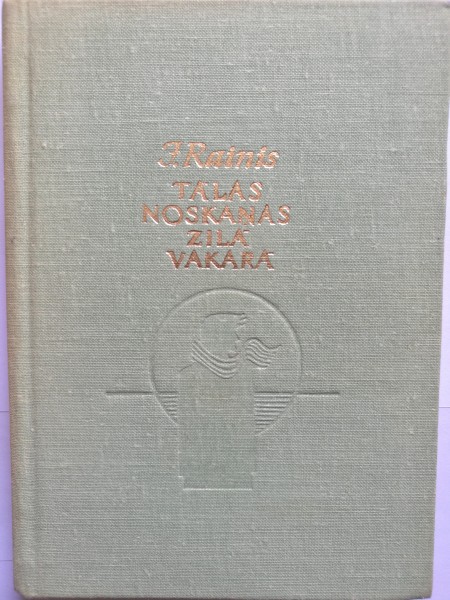 J Rainis
TĀLAS
NOSKAŅAS
ZILĀ
VAKARĀ